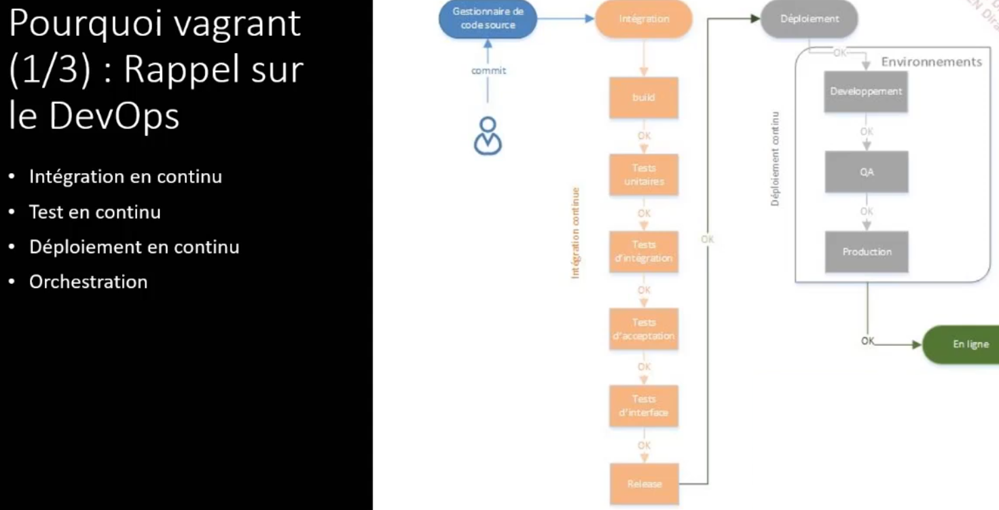 Pourquoi vagrant
(1/3) : Rappel sur
le DevOps
• Intégration en continu
• Test en continu
• Déploiement en continu
• Orchestration
Gestionnaire de
code source
commit
Intégration
build
OK
Tests
unitaires
OK
Tests
d'intégration
OK
Tests
d'acceptation
OK
Tests
d'interface
OK
Release
Intégration continue
OK
Déploiement
OK
Environnements
Developpement
OK
QA
OK
Production
Déploiement continu
OK
En ligne